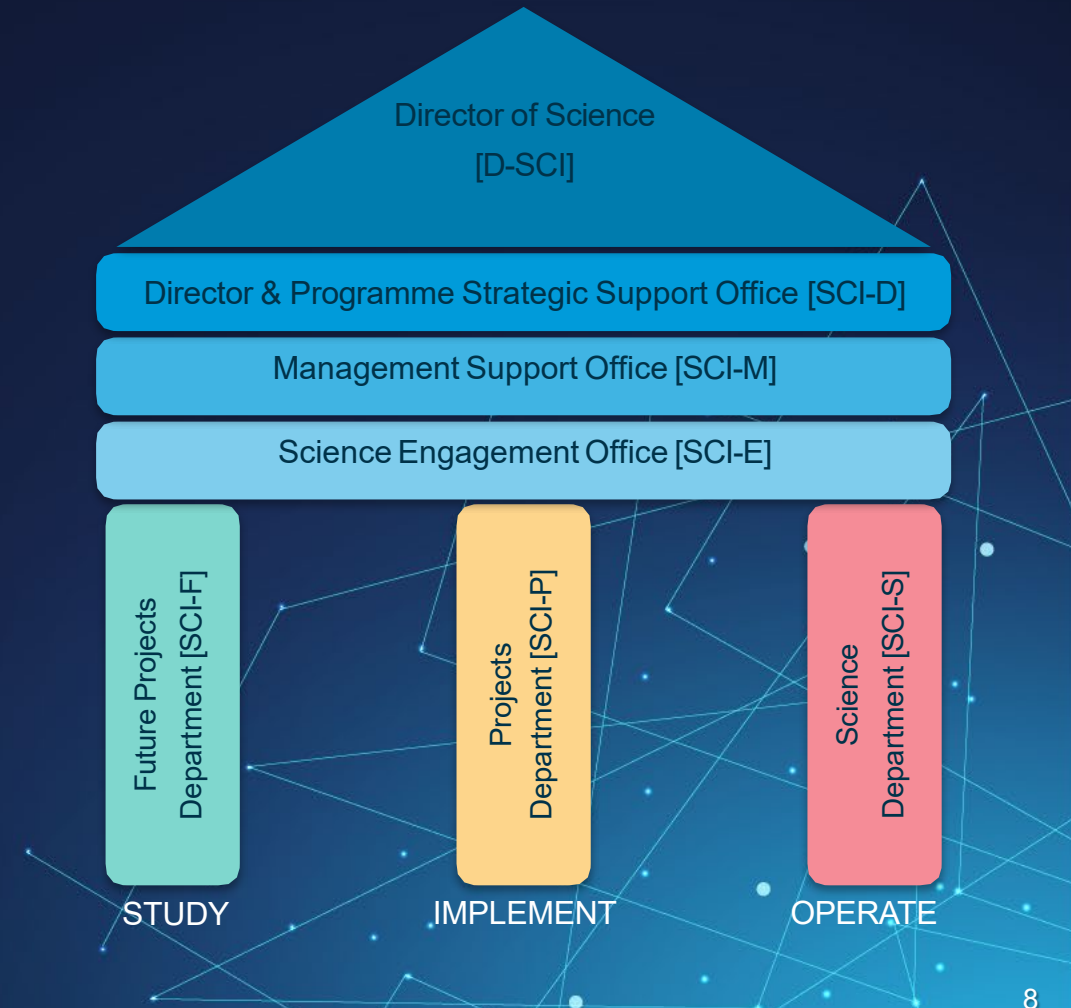 Director of Science
[D-SCI]
Director & Programme Strategic Support Office [SCI-D]
Management Support Office [SCI-M]
Science Engagement Office [SCI-E]
Future Projects
Department [SCI-F]
Projects
Department [SCI-P]
Science
Department [SCI-S]
STUDY
IMPLEMENT
OPERATE
8